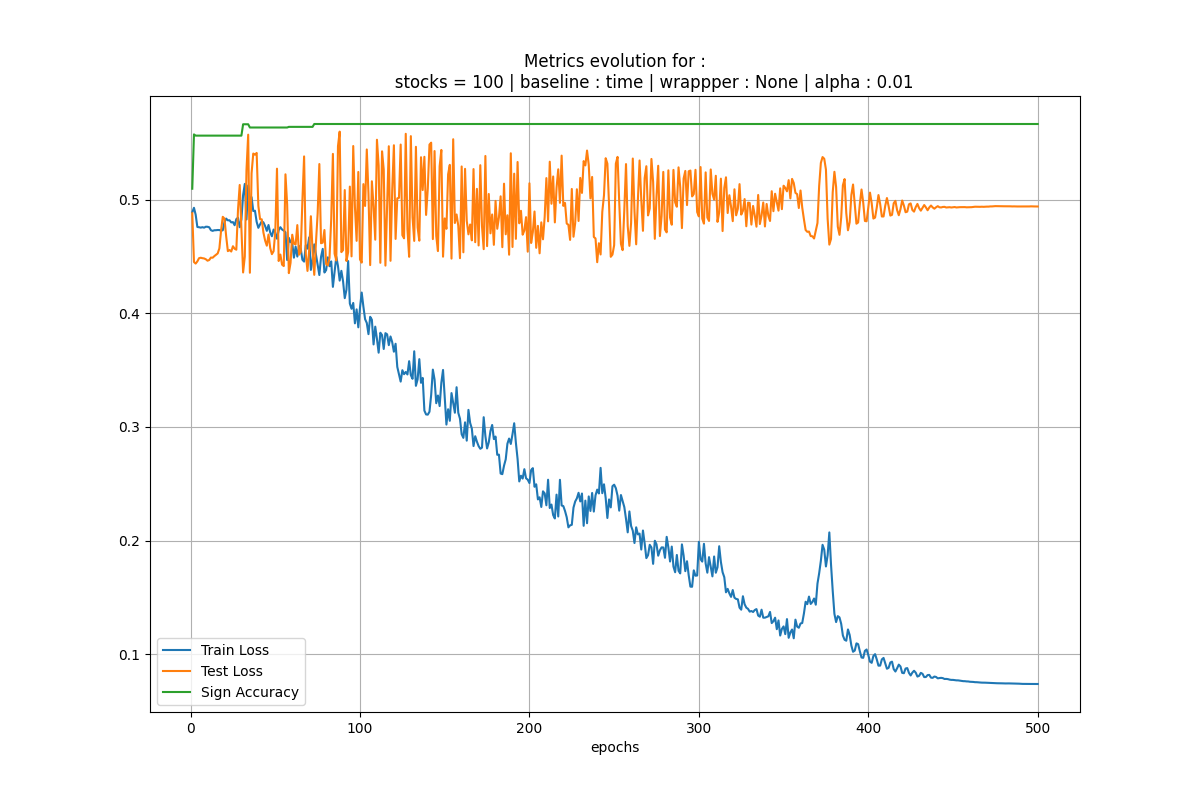 Metrics evolution for :
stocks = 100 | baseline : time | wrappper : None | alpha : 0.01
0.5
0.4
0.3
0.2
0.1
Train Loss
Test Loss
Sign Accuracy
0 100 200 300 400 500
epochs